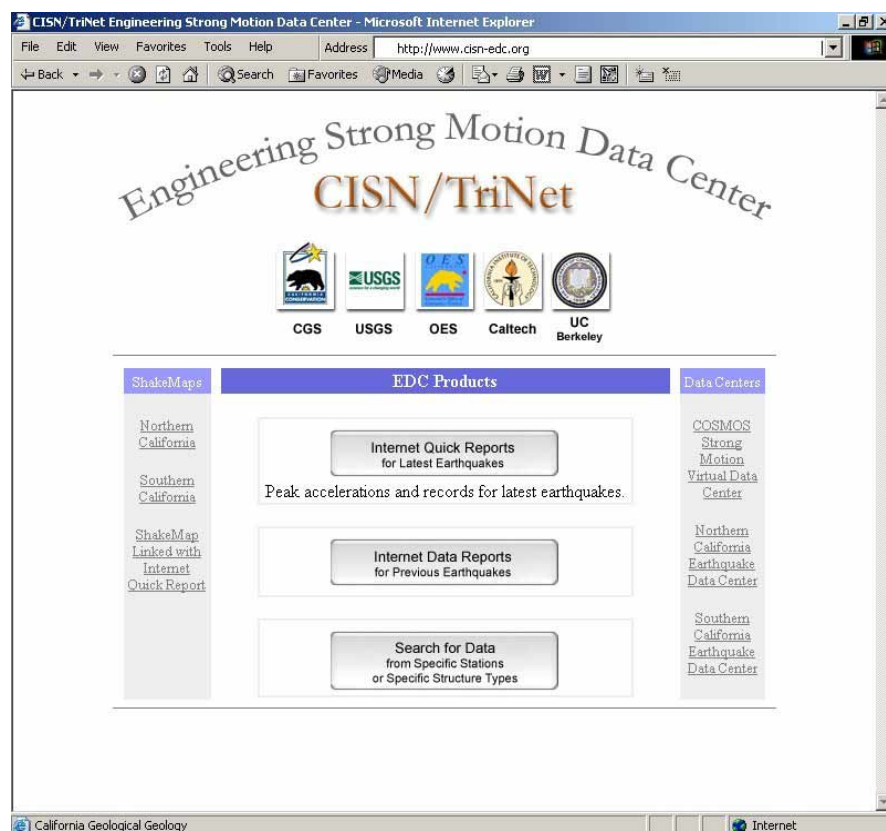 CISN/TriNet Engineering Strong Motion Data Center - Microsoft Internet Explorer
File Edit View Favorites Tools Help Address http://www.cisn-edc.org
Back Search Favorites Media
Engineering Strong Motion Data Center
CISN/TriNet
USGS
O E S
CONSERVATION
CGS USGS OES Caltech UC
Berkeley
ShakeMaps
Northern
California
Southern
California
ShakeMap
Linked with
Internet
Quick Report
EDC Products
Internet Quick Reports
for Latest Earthquakes
Peak accelerations and records for latest earthquakes.
Internet Data Reports
for Previous Earthquakes
Search for Data
from Specific Stations
or Specific Structure Types
Data Centers
COSMOS
Strong
Motion
Virtual Data
Center
Northern
California
Earthquake
Data Center
Southern
California
Earthquake
Data Center
California Geological Geology Internet